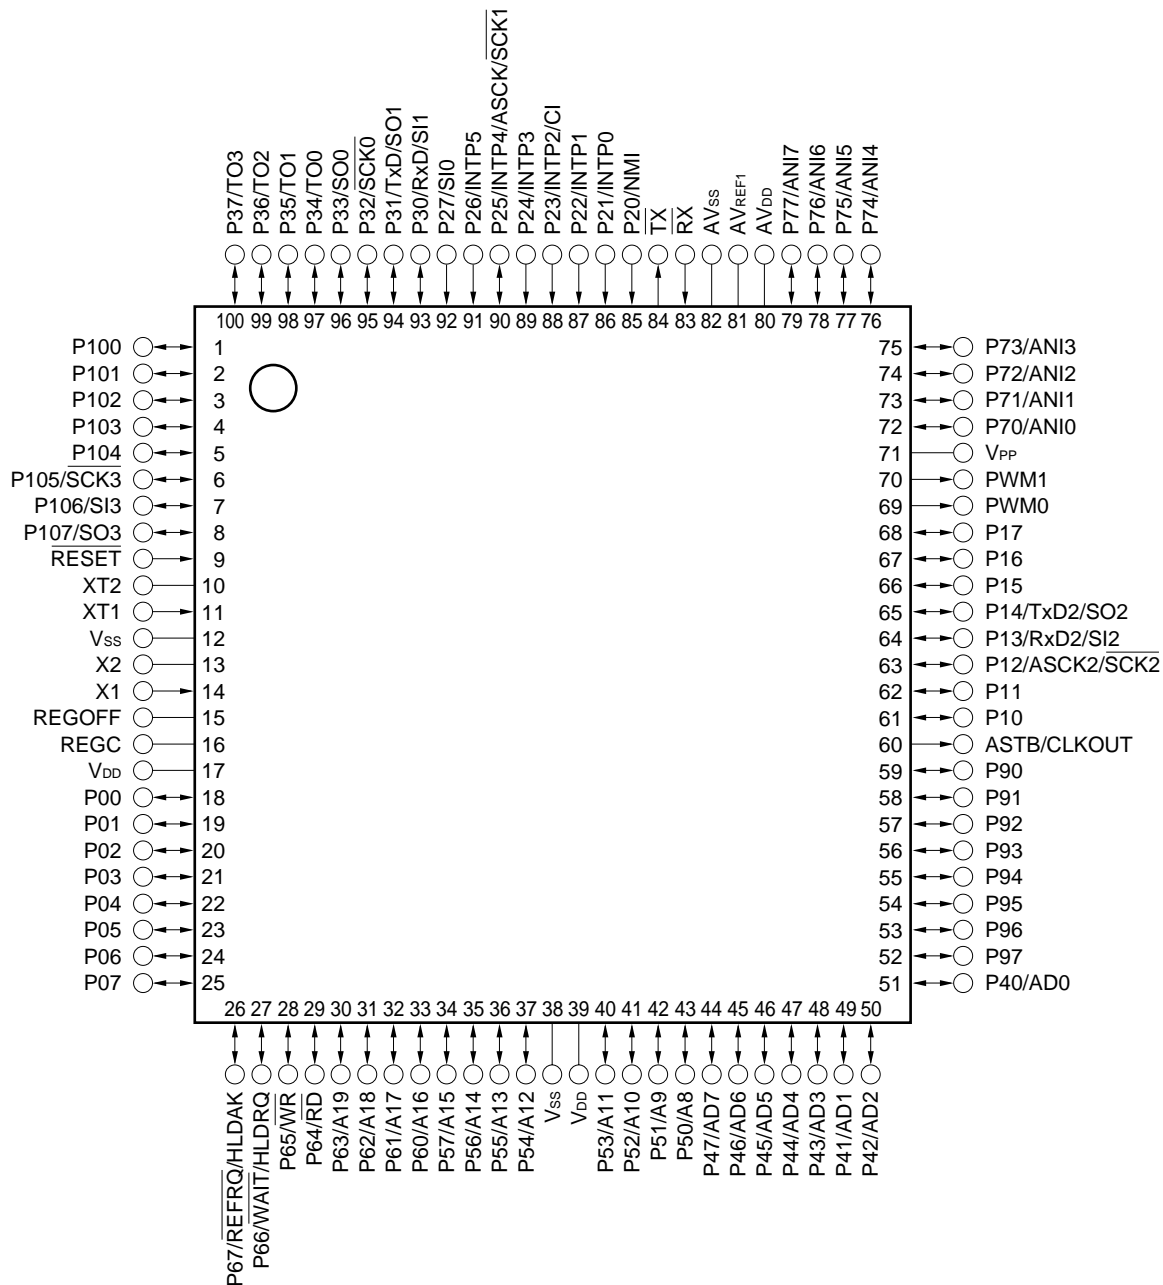 P37/TO3
P36/TO2
P35/TO1
P34/TO0
P33/SO0
P32/SCK0
P31/TxD/SO1
P30/RxD/SI1
P27/SI0
P26/INTP5
P25/INTP4/ASCK/SCK1
P24/INTP3
P23/INTP2/CI
P22/INTP1
P21/INTP0
P20/NMI
TX
RX
AVSS
AVREF1
AVDD
P77/ANI7
P76/ANI6
P75/ANI5
P74/ANI4
100 99 98 97 96 95 94 93 92 91 90 89 88 87 86 85 84 83 82 81 80 79 78 77 76
P100 1
P101 2
P102 3
P103 4
P104 5
P105/SCK3 6
P106/SI3 7
P107/SO3 8
RESET 9
XT2 10
XT1 11
VSS 12
X2 13
X1 14
REGOFF 15
REGC 16
VDD 17
P00 18
P01 19
P02 20
P03 21
P04 22
P05 23
P06 24
P07 25
75 P73/ANI3
74 P72/ANI2
73 P71/ANI1
72 P70/ANI0
71 VPP
70 PWM1
69 PWM0
68 P17
67 P16
66 P15
65 P14/TxD2/SO2
64 P13/RxD2/SI2
63 P12/ASCK2/SCK2
62 P11
61 P10
60 ASTB/CLKOUT
59 P90
58 P91
57 P92
56 P93
55 P94
54 P95
53 P96
52 P97
51 P40/AD0
26 27 28 29 30 31 32 33 34 35 36 37 38 39 40 41 42 43 44 45 46 47 48 49 50
P67/REFRQ/HLDAK
P66/WAIT/HLDRQ
P65/WR
P64/RD
P63/A19
P62/A18
P61/A17
P60/A16
P57/A15
P56/A14
P55/A13
P54/A12
VSS
VDD
P53/A11
P52/A10
P51/A9
P50/A8
P47/AD7
P46/AD6
P45/AD5
P44/AD4
P43/AD3
P41/AD1
P42/AD2